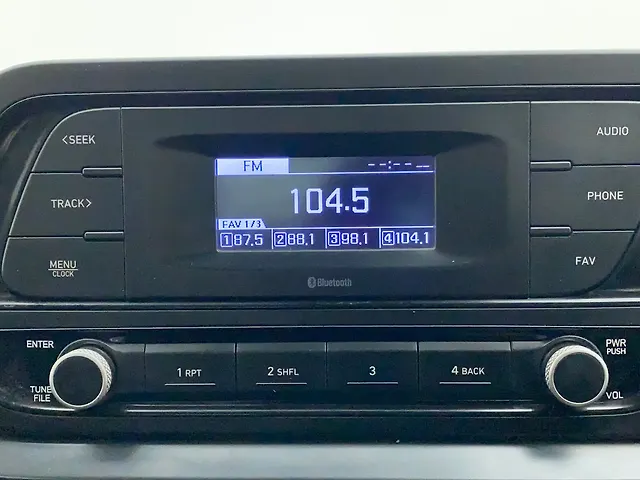 <SEEK
AUDIO
FM
--:-- --
TRACK>
104.5
PHONE
FAV 1/3
1 87.5 2 88.1 3 98.1 4 104.1
MENU
CLOCK
FAV
Bluetooth
ENTER
PWR
PUSH
1 RPT
2 SHFL
3
4 BACK
TUNE
FILE
VOL